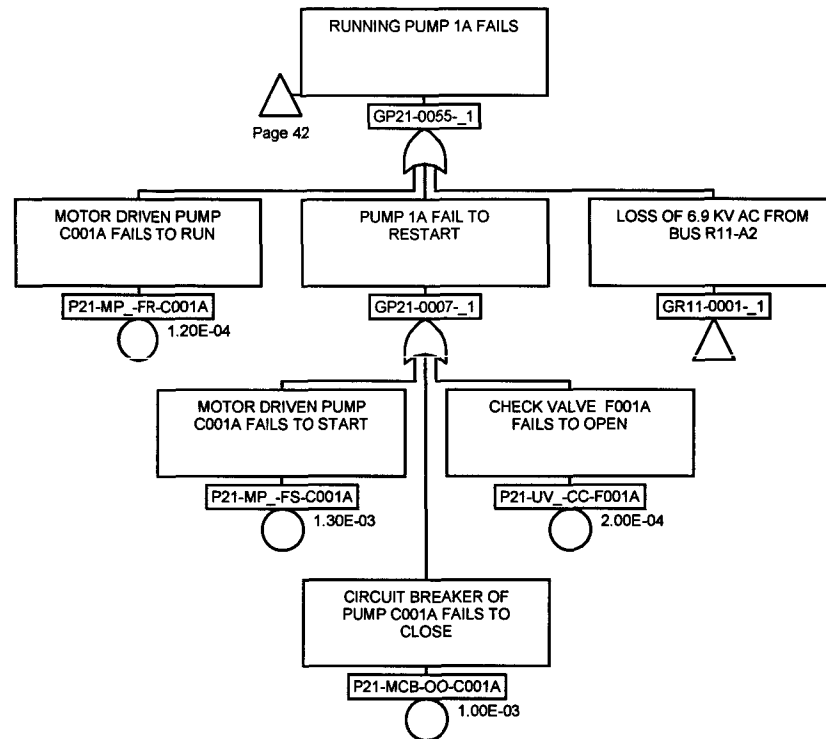 RUNNING PUMP 1A FAILS
Page 42
GP21-0055-_1
MOTOR DRIVEN PUMP
C001A FAILS TO RUN
P21-MP_-FR-C001A
1.20E-04
PUMP 1A FAIL TO
RESTART
GP21-0007-_1
LOSS OF 6.9 KV AC FROM
BUS R11-A2
GR11-0001-_1
MOTOR DRIVEN PUMP
C001A FAILS TO START
P21-MP_-FS-C001A
1.30E-03
CHECK VALVE F001A
FAILS TO OPEN
P21-UV_-CC-F001A
2.00E-04
CIRCUIT BREAKER OF
PUMP C001A FAILS TO
CLOSE
P21-MCB-OO-C001A
1.00E-03